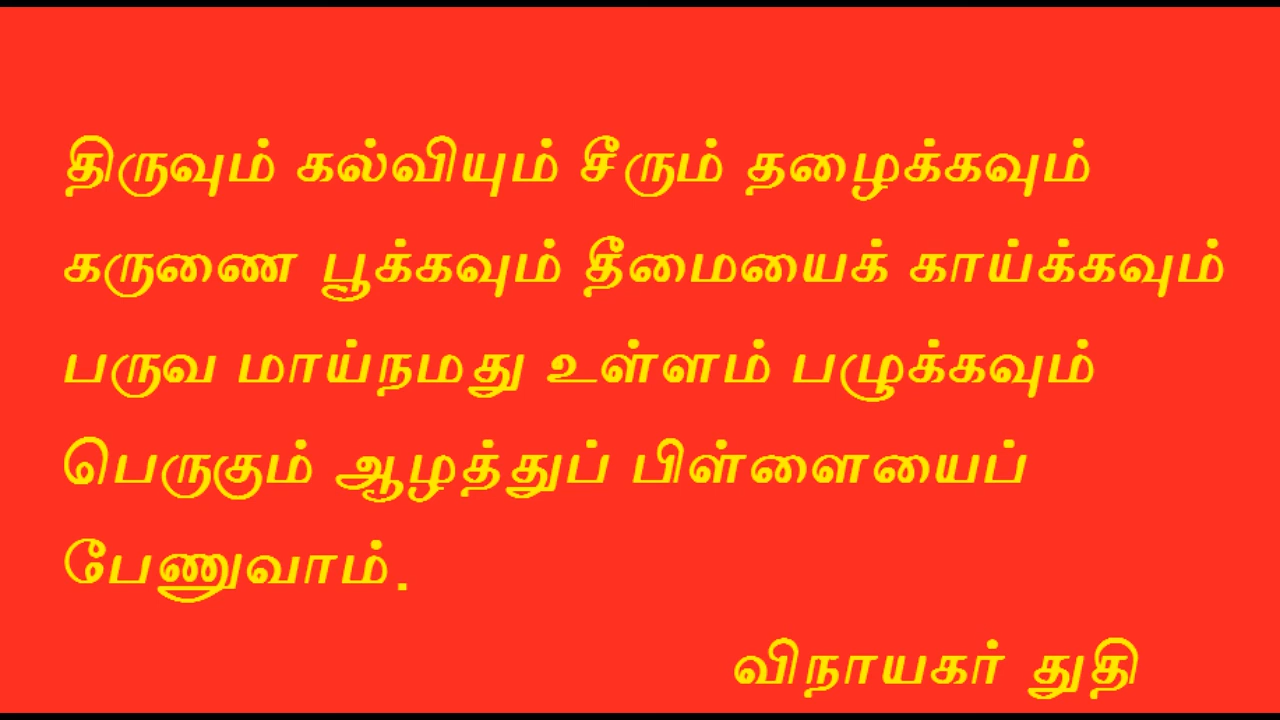 திருவும் கல்வியும் சீரும் தழைக்கவும்
கருணை பூக்கவும் தீமையைக் காய்க்கவும்
பருவ மாய்நமது உள்ளம் பழுக்கவும்
பெருகும் ஆழத்துப் பிள்ளையைப்
பேணுவாம்.
விநாயகர் துதி